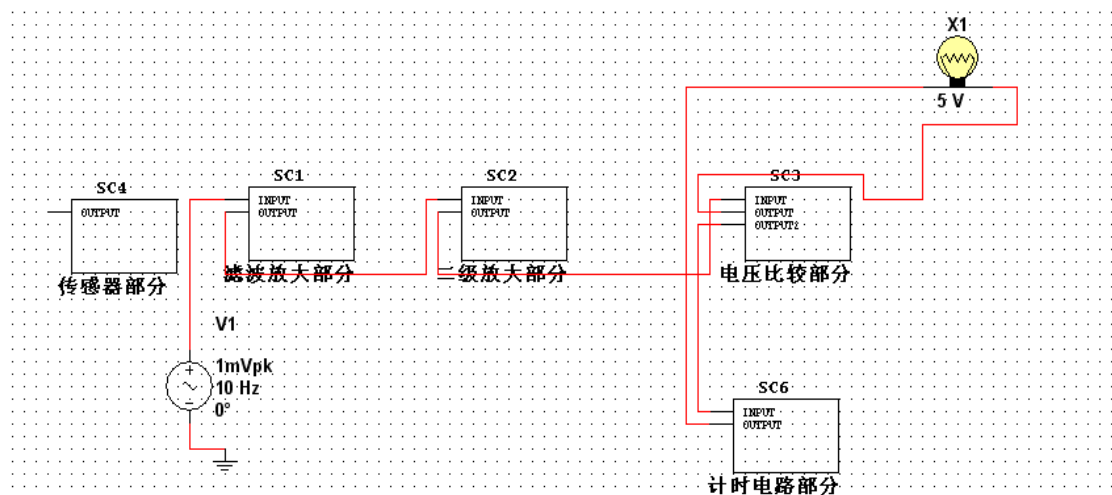 X1
5 V
SC4
OUTPUT
传感器部分
SC1
INPUT
OUTPUT
滤波放大部分
SC2
INPUT
OUTPUT
二级放大部分
SC3
INPUT
OUTPUT
OUTPUT2
电压比较部分
V1
1mVpk
10 Hz
0°
SC6
INPUT
OUTPUT
计时电路部分